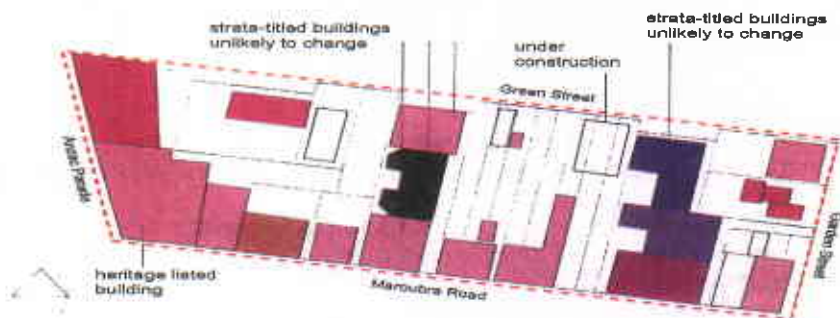 strata-titled buildings
unlikely to change
strata-titled buildings
unlikely to change
under
construction
Green Street
Anzac Parade
heritage listed
building
Maroubra Road
Street